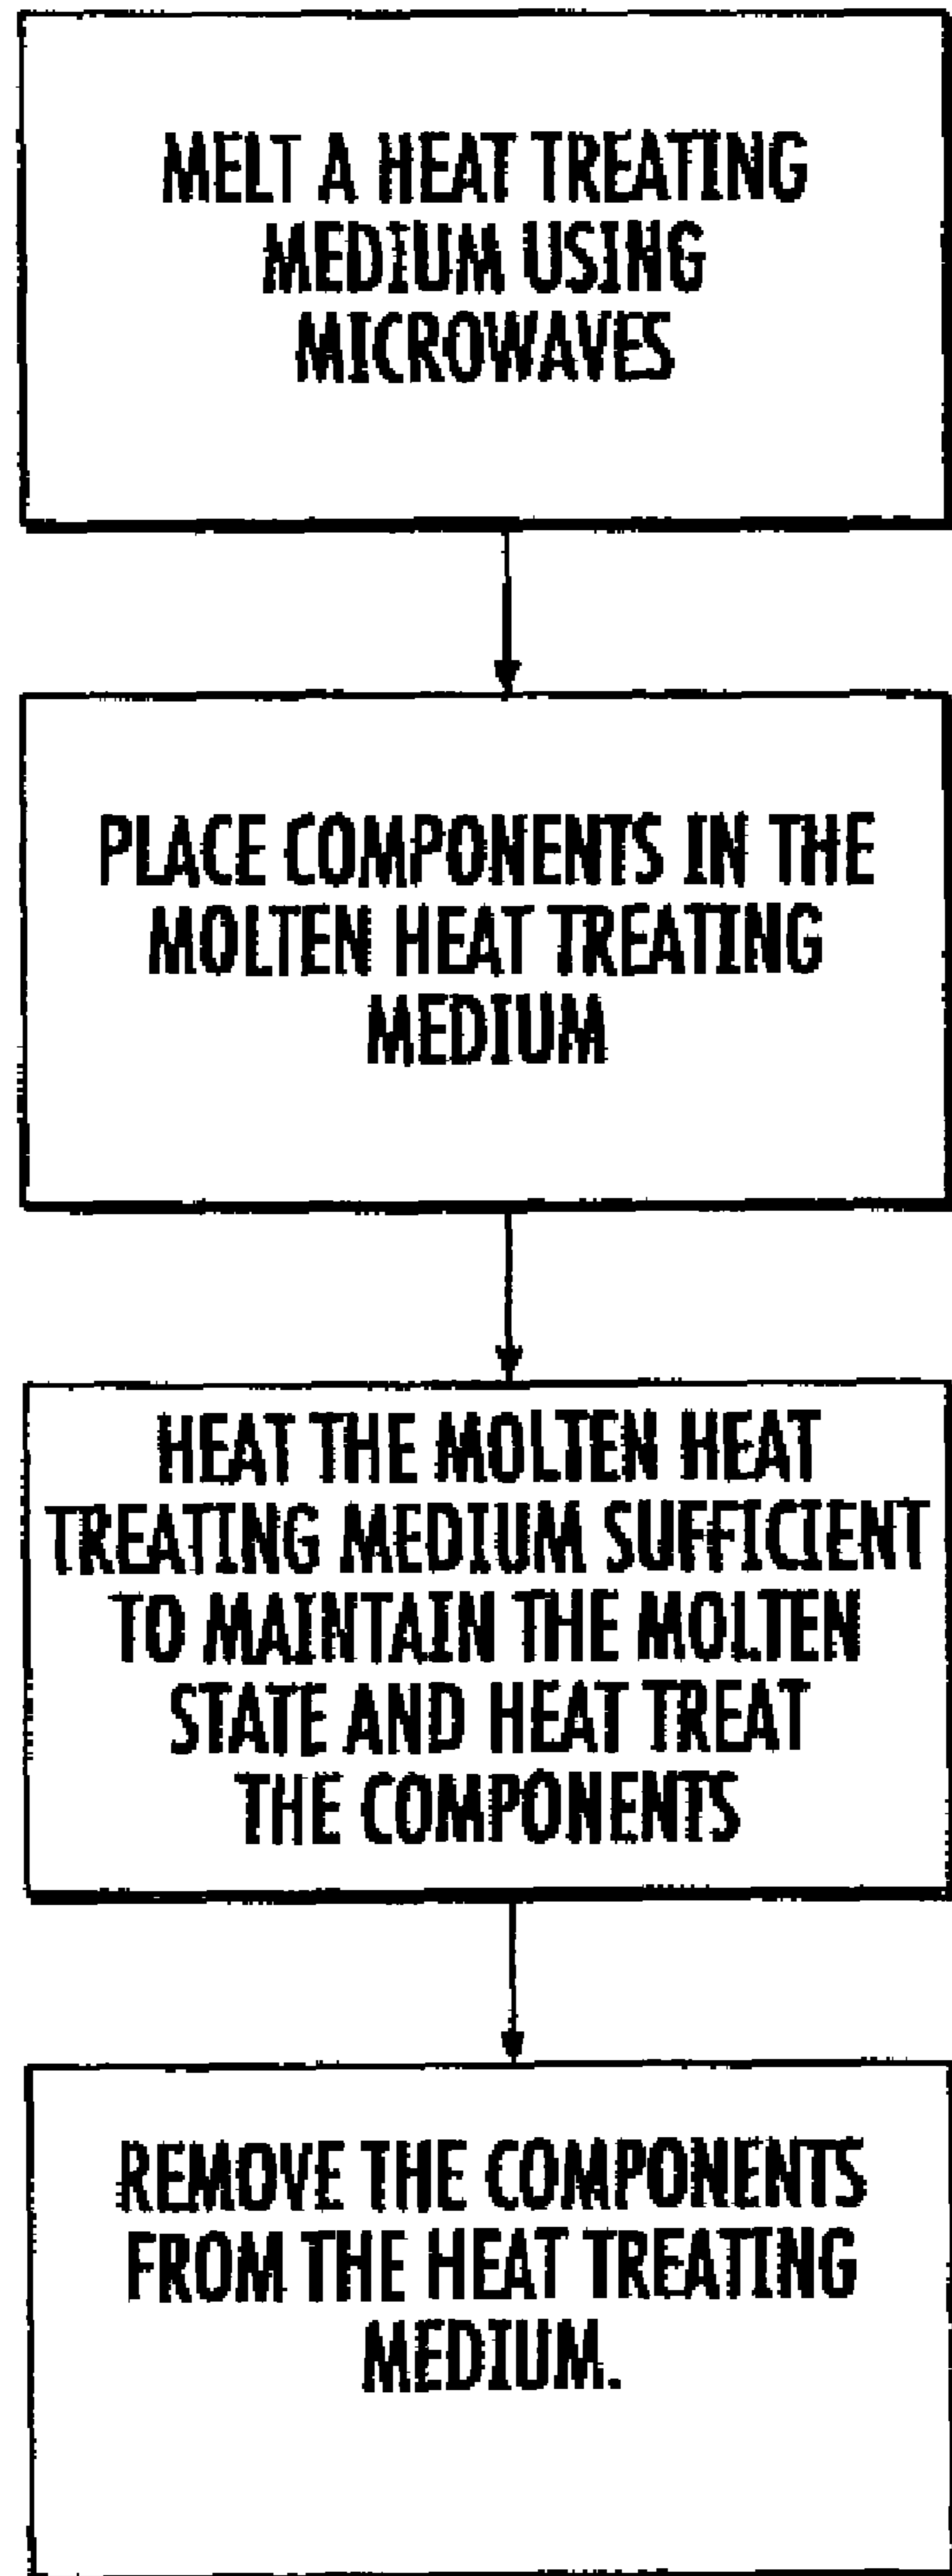 MELT A HEAT TREATING
MEDIUM USING
MICROWAVES
PLACE COMPONENTS IN THE
MOLTEN HEAT TREATING
MEDIUM
HEAT THE MOLTEN HEAT
TREATING MEDIUM SUFFICIENT
TO MAINTAIN THE MOLTEN
STATE AND HEAT TREAT
THE COMPONENTS
REMOVE THE COMPONENTS
FROM THE HEAT TREATING
MEDIUM.